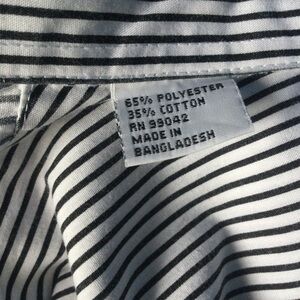 65% POLYESTER
35% COTTON
RN 99042
MADE IN
BANGLADESH